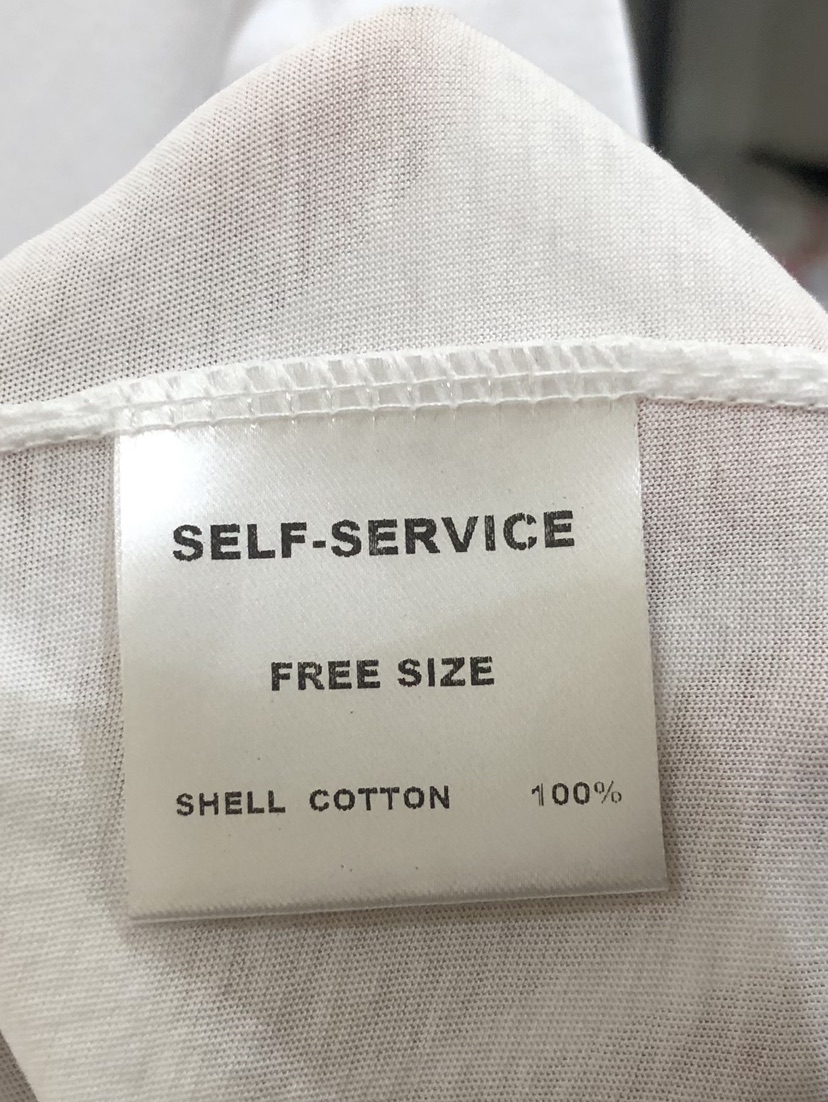 SELF-SERVICE
FREE SIZE
SHELL COTTON 100%